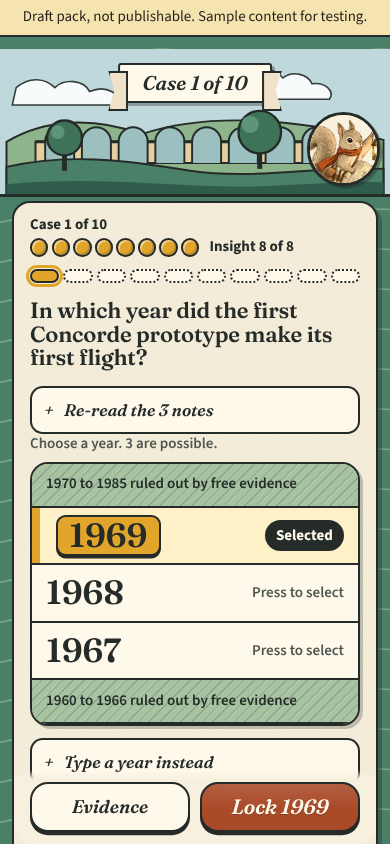 Draft pack, not publishable. Sample content for testing.
Case 1 of 10
Case 1 of 10
Insight 8 of 8
In which year did the first
Concorde prototype make its
first flight?
+ Re-read the 3 notes
Choose a year. 3 are possible.
1970 to 1985 ruled out by free evidence
1969 Selected
1968 Press to select
1967 Press to select
1960 to 1966 ruled out by free evidence
+ Type a year instead
Evidence
Lock 1969